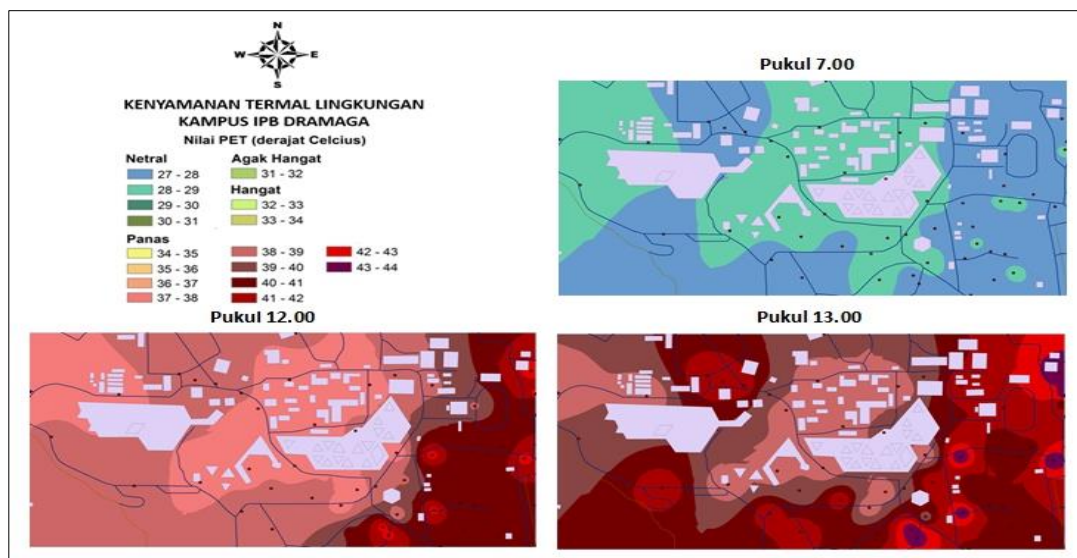 N
W E
S
KENYAMANAN TERMAL LINGKUNGAN
KAMPUS IPB DRAMAGA
Nilai PET (derajat Celcius)
Netral
27 - 28
28 - 29
29 - 30
30 - 31
Agak Hangat
31 - 32
Hangat
32 - 33
33 - 34
Panas
34 - 35
35 - 36
36 - 37
37 - 38
38 - 39
39 - 40
40 - 41
41 - 42
42 - 43
43 - 44
Pukul 7.00
Pukul 12.00
Pukul 13.00